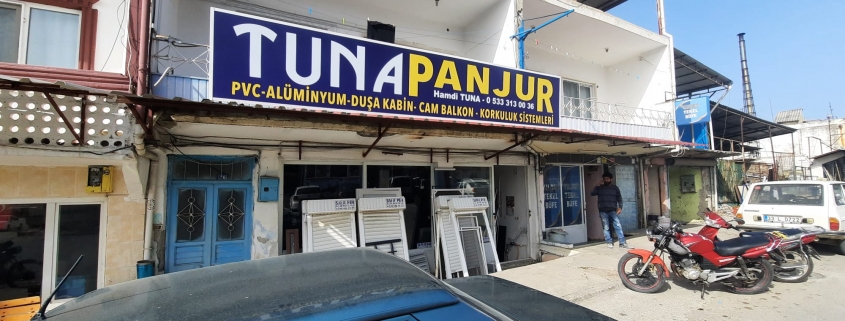 TUNA PANJUR
Hamdi TUNA - 0 533 313 00 36
PVC-ALÜMİNYUM-DUŞA KABİN- CAM BALKON - KORKULUK SİSTEMLERİ
BÜFE